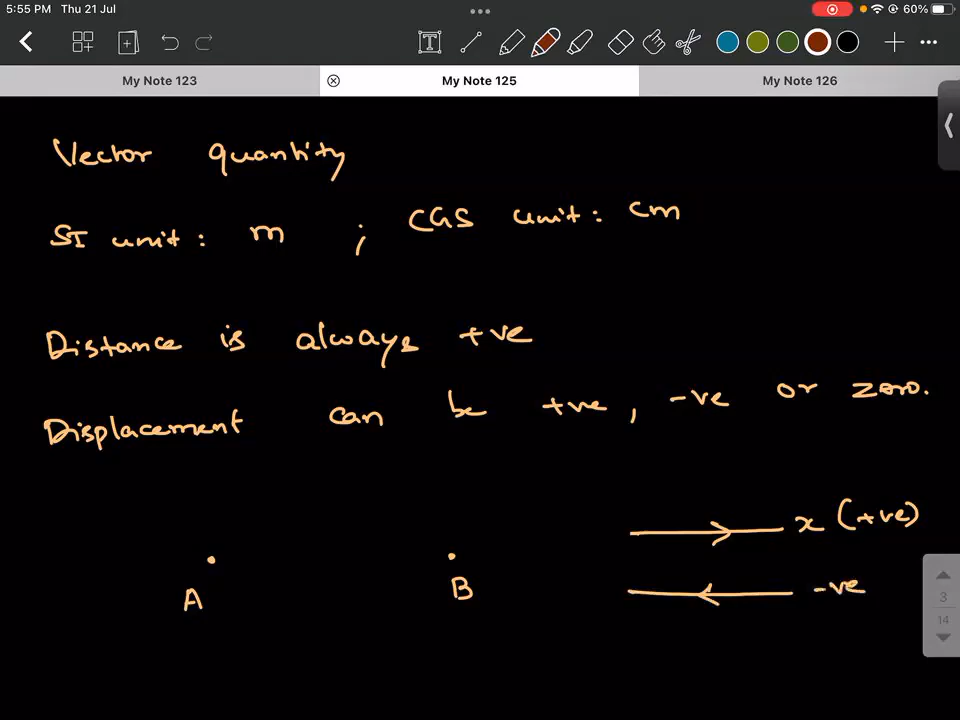 5:55 PM Thu 21 Jul
60%
T
My Note 123
My Note 125
My Note 126
Vector quantity
SI unit: m ; CGS unit: cm
Distance is always +ve
Displacement can be +ve, -ve or zero.
x (+ve)
A
B
-ve
3
14